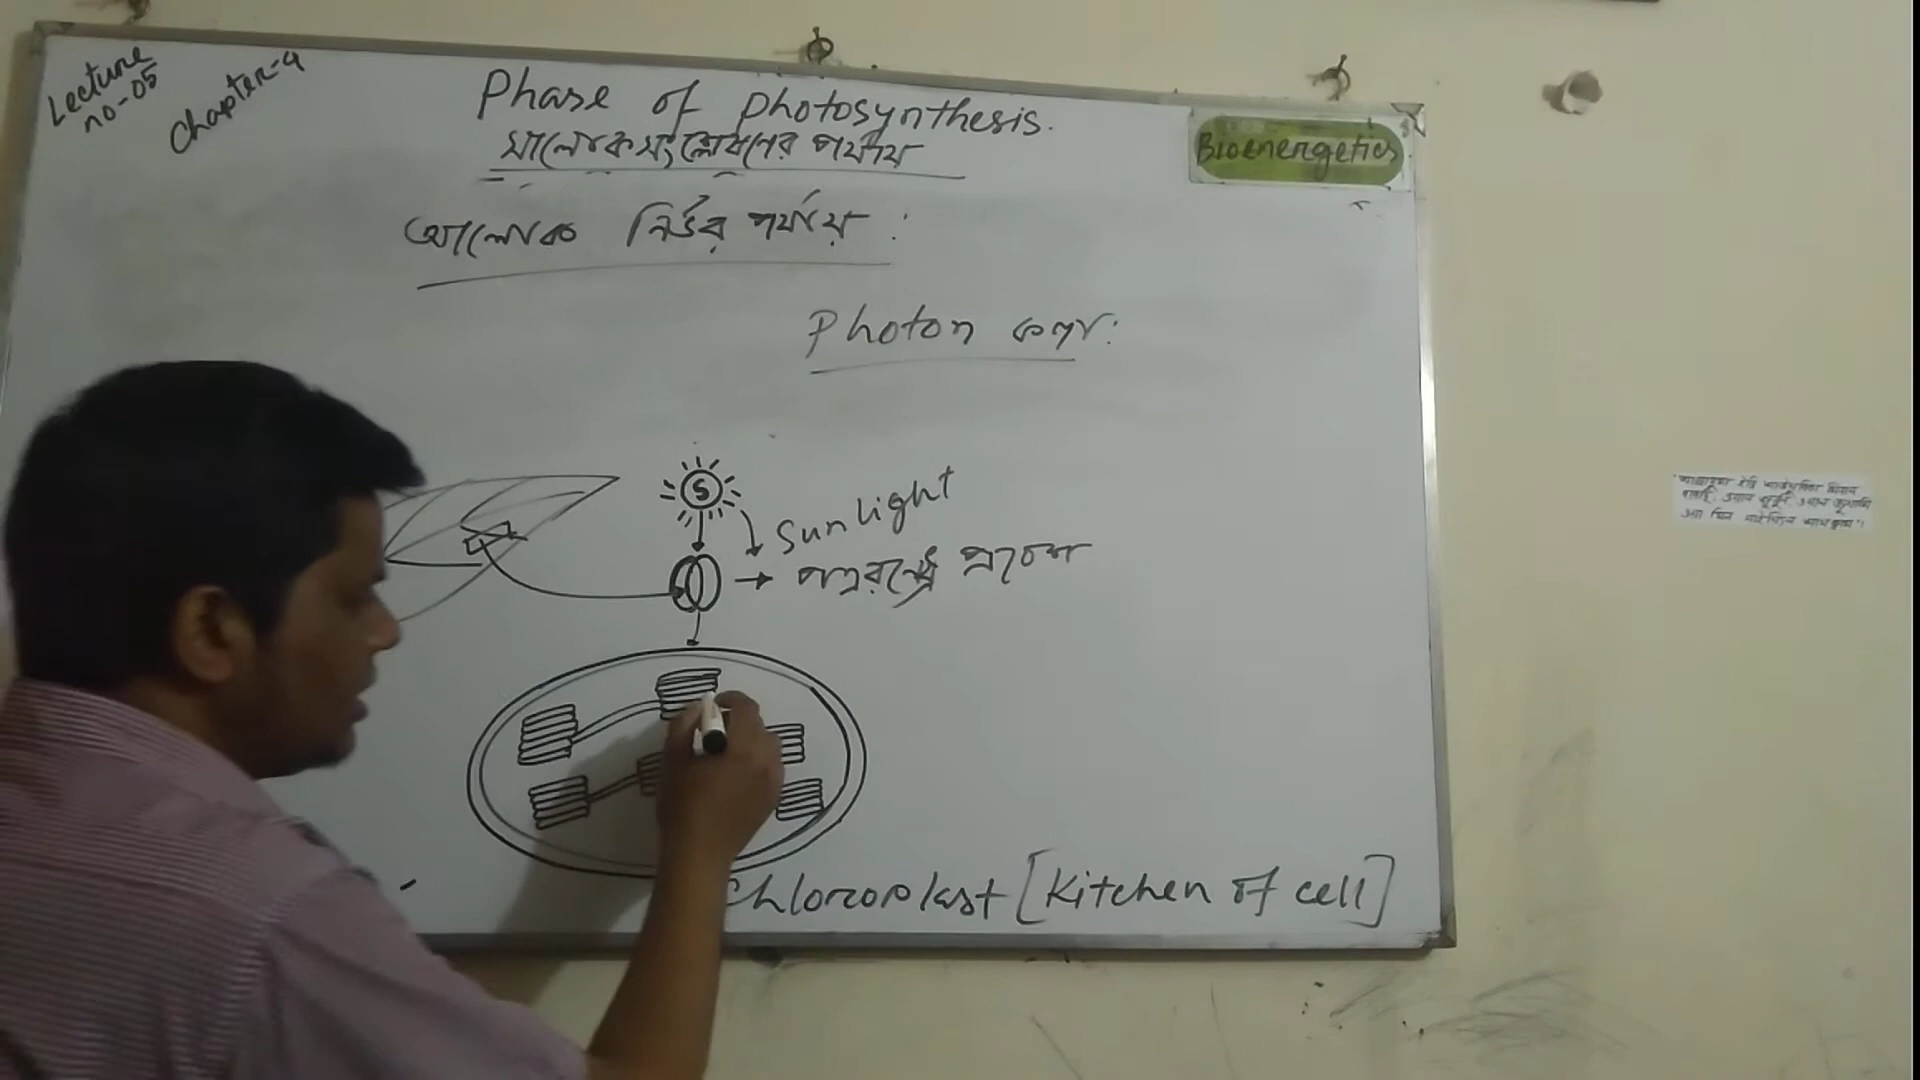 Lecture
no-05
Chapter-4
Phase of photosynthesis.
সালোকসংশ্লেষণের পর্যায়
Bioenergetics
আলোক নির্ভর পর্যায় :
Photon কণা:
S
Sunlight
পত্ররন্ধ্রে প্রবেশ
Chloroplast [Kitchen of cell]